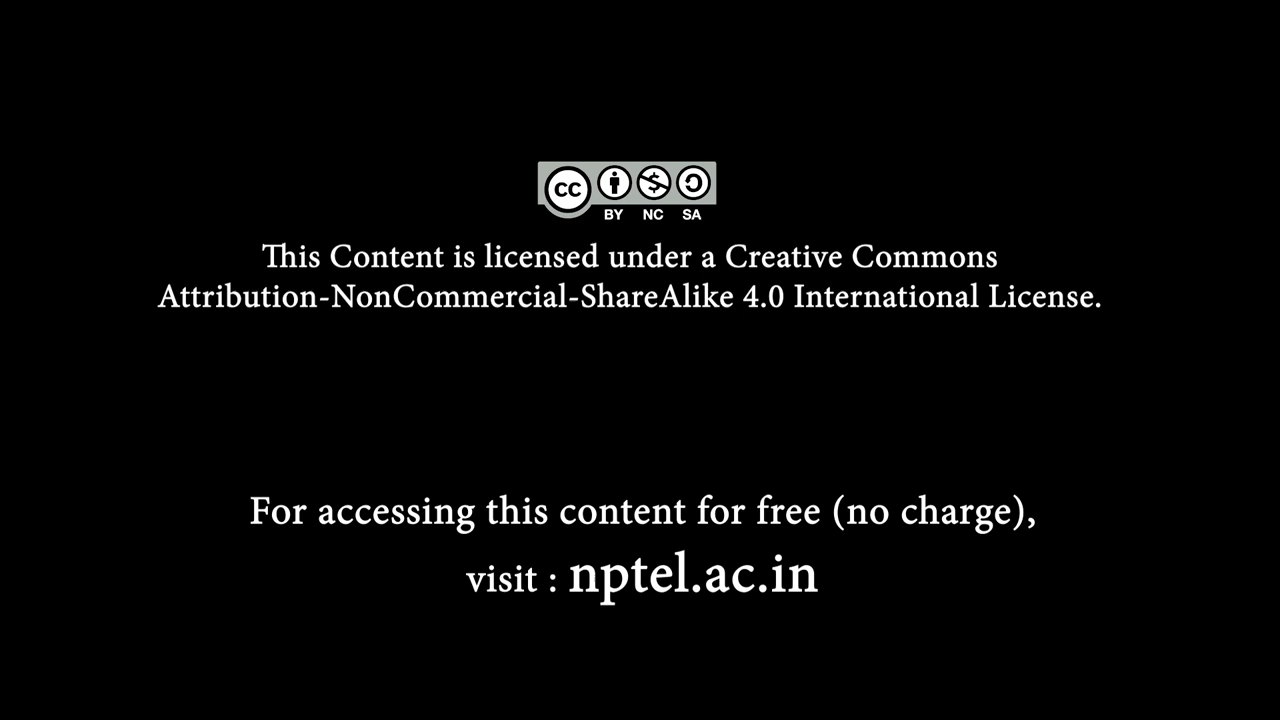 cc
BY NC SA
This Content is licensed under a Creative Commons
Attribution-NonCommercial-ShareAlike 4.0 International License.
For accessing this content for free (no charge),
visit : nptel.ac.in